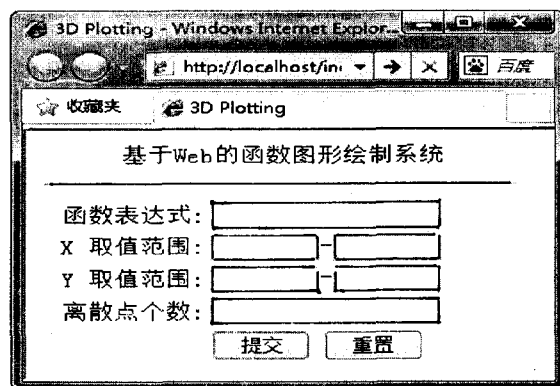 3D Plotting - Windows Internet Explor...
http://localhost/in
百度
收藏夹
3D Plotting
基于Web的函数图形绘制系统
函数表达式:
X 取值范围: -
Y 取值范围: -
离散点个数:
提交 重置